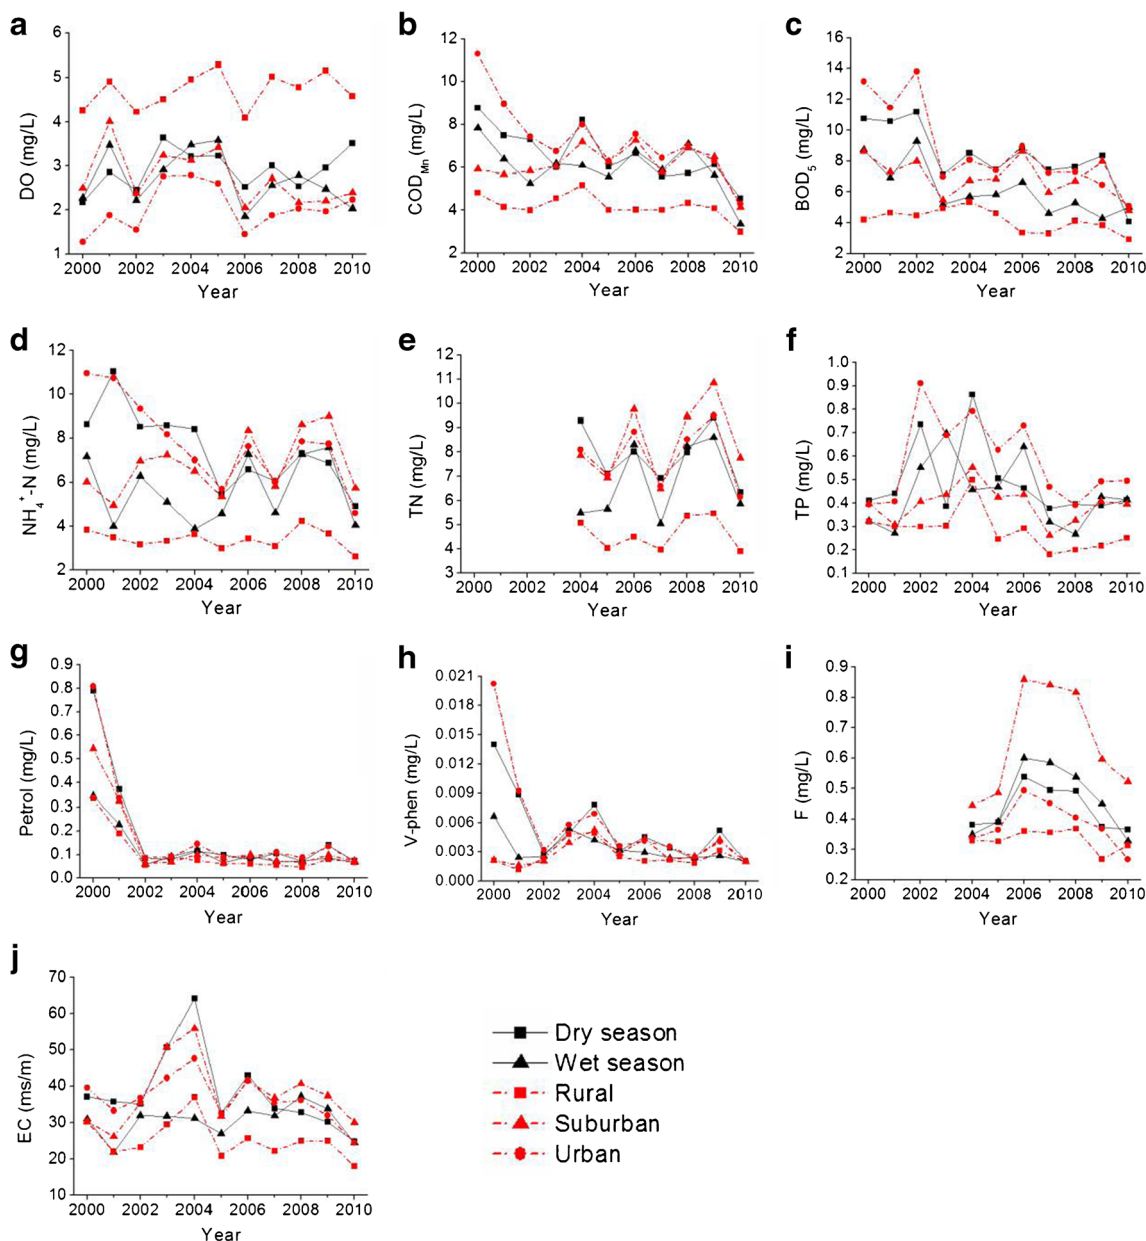 a
6
5
4
3
2
1
DO (mg/L)
2000 2002 2004 2006 2008 2010
Year
b
12
10
8
6
4
2
COD Mn (mg/L)
2000 2002 2004 2006 2008 2010
Year
c
16
14
12
10
8
6
4
2
BOD5 (mg/L)
2000 2002 2004 2006 2008 2010
Year
d
12
10
8
6
4
2
NH4+-N (mg/L)
2000 2002 2004 2006 2008 2010
Year
e
12
11
10
9
8
7
6
5
4
3
TN (mg/L)
2000 2002 2004 2006 2008 2010
Year
f
1.0
0.9
0.8
0.7
0.6
0.5
0.4
0.3
0.2
0.1
TP (mg/L)
2000 2002 2004 2006 2008 2010
Year
g
0.9
0.8
0.7
0.6
0.5
0.4
0.3
0.2
0.1
0.0
Petrol (mg/L)
2000 2002 2004 2006 2008 2010
Year
h
0.021
0.018
0.015
0.012
0.009
0.006
0.003
0.000
V-phen (mg/L)
2000 2002 2004 2006 2008 2010
Year
i
0.9
0.8
0.7
0.6
0.5
0.4
0.3
0.2
F (mg/L)
2000 2002 2004 2006 2008 2010
Year
j
70
60
50
40
30
20
10
EC (ms/m)
2000 2002 2004 2006 2008 2010
Year
Dry season
Wet season
Rural
Suburban
Urban